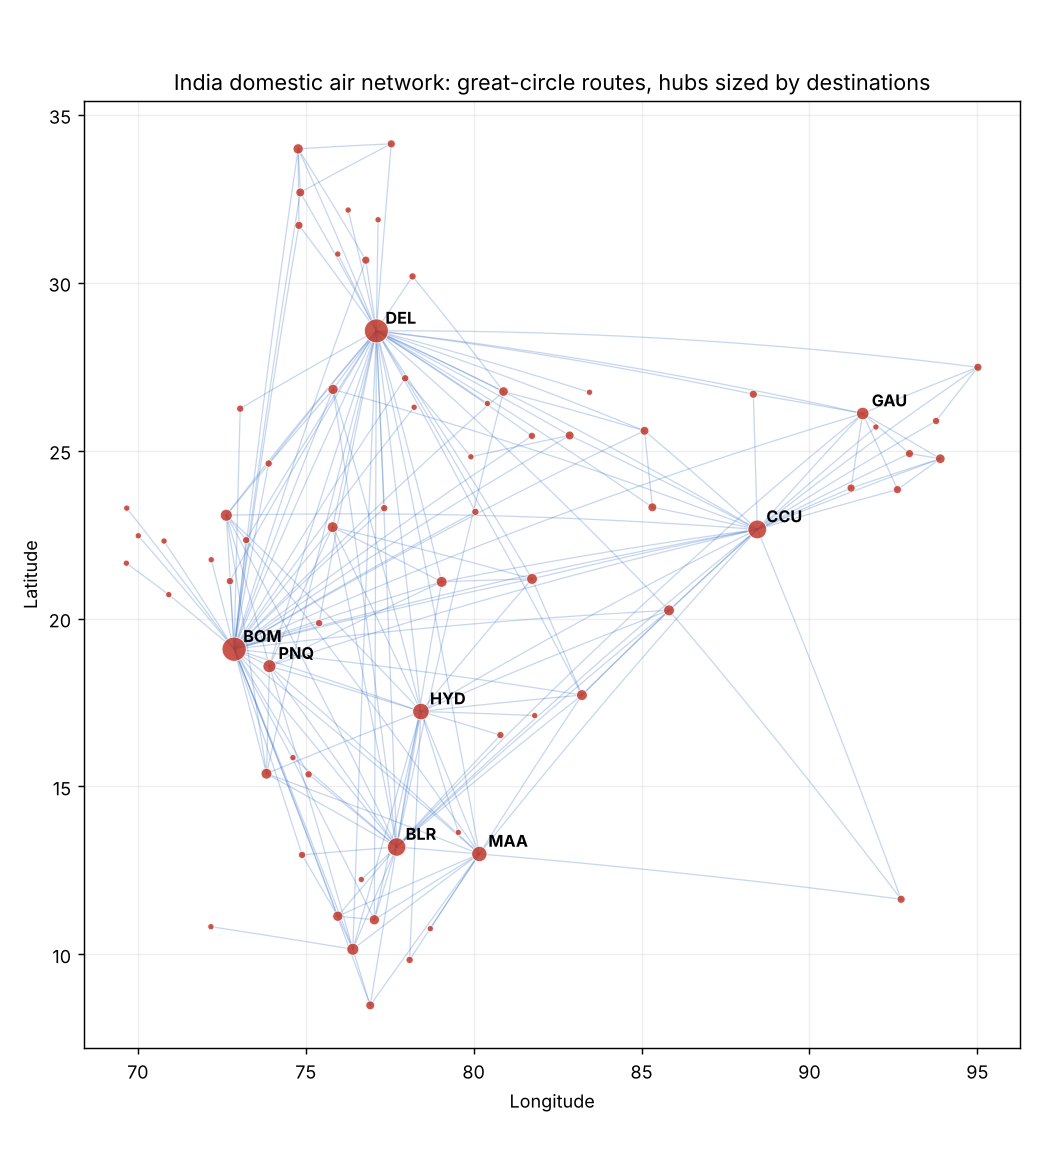 India domestic air network: great-circle routes, hubs sized by destinations
35
30
25
20
15
10
Latitude
DEL
GAU
CCU
BOM
PNQ
HYD
BLR
MAA
70 75 80 85 90 95
Longitude